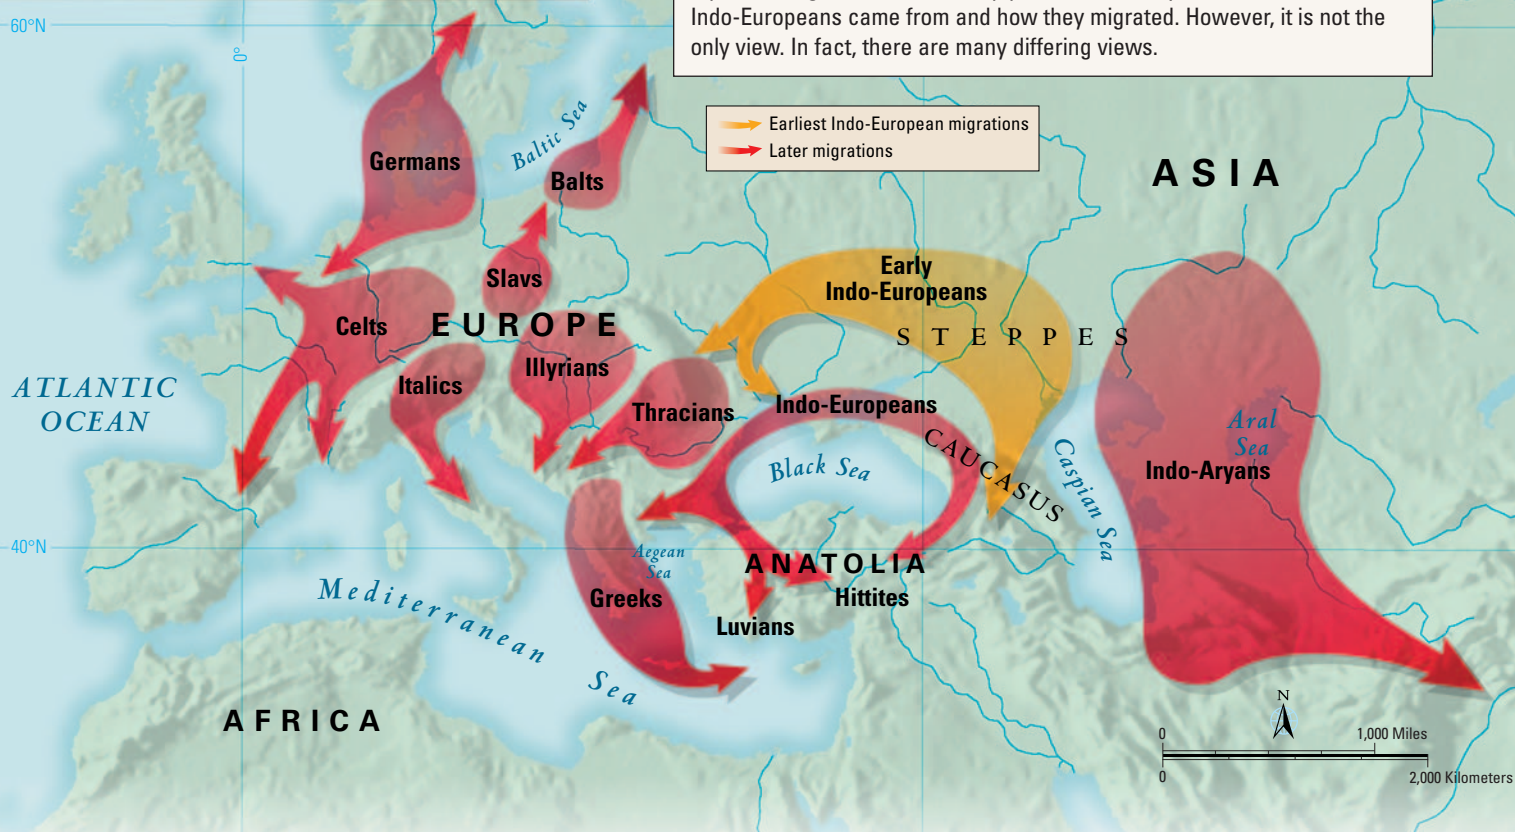 Indo-Europeans came from and how they migrated. However, it is not the
only view. In fact, there are many differing views.
60°N
0°
Earliest Indo-European migrations
Later migrations
Baltic Sea
Germans
Balts
ASIA
Early
Indo-Europeans
Slavs
STEPPES
Celts
EUROPE
Illyrians
Italics
ATLANTIC
OCEAN
Thracians
Indo-Europeans
Aral
Sea
CAUCASUS
Caspian Sea
Black Sea
Indo-Aryans
40°N
Aegean
Sea
ANATOLIA
Greeks
Hittites
Luvians
Mediterranean Sea
AFRICA
N
0 1,000 Miles
0 2,000 Kilometers